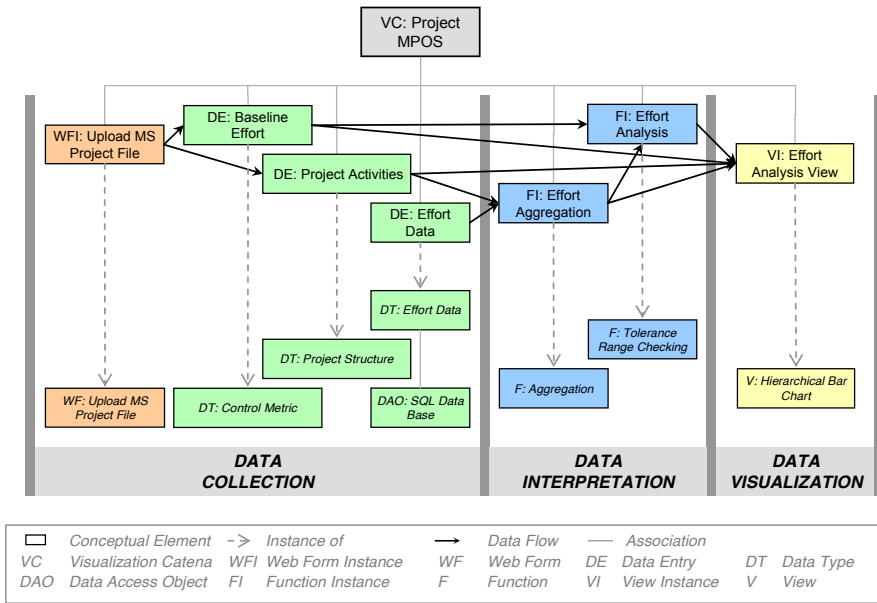 VC: Project
MPOS
WFI: Upload MS
Project File
DE: Baseline
Effort
DE: Project Activities
DE: Effort
Data
FI: Effort
Aggregation
FI: Effort
Analysis
VI: Effort
Analysis View
DT: Effort Data
DT: Project Structure
WF: Upload MS
Project File
DT: Control Metric
DAO: SQL Data
Base
F: Aggregation
F: Tolerance
Range Checking
V: Hierarchical Bar
Chart
DATA
COLLECTION
DATA
INTERPRETATION
DATA
VISUALIZATION
Conceptual Element Instance of Data Flow Association
VC Visualization Catena WFI Web Form Instance WF Web Form DE Data Entry DT Data Type
DAO Data Access Object FI Function Instance F Function VI View Instance V View